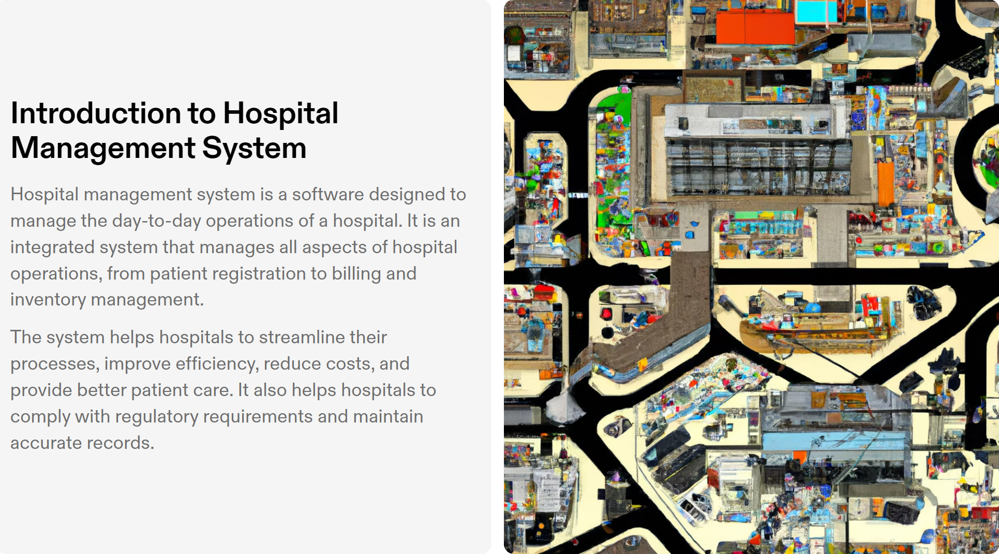 Introduction to Hospital
Management System
Hospital management system is a software designed to
manage the day-to-day operations of a hospital. It is an
integrated system that manages all aspects of hospital
operations, from patient registration to billing and
inventory management.
The system helps hospitals to streamline their
processes, improve efficiency, reduce costs, and
provide better patient care. It also helps hospitals to
comply with regulatory requirements and maintain
accurate records.